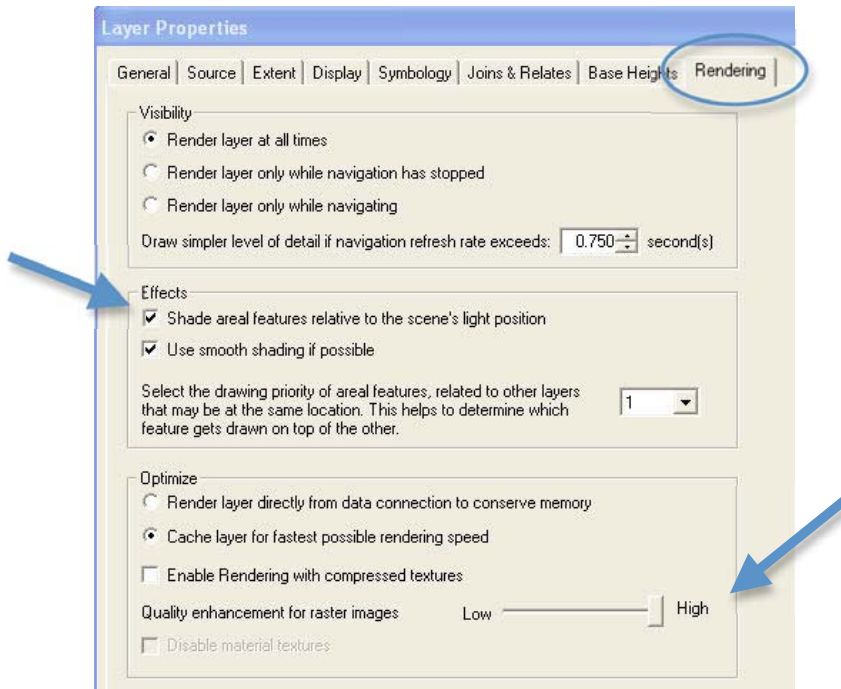 Layer Properties
General Source Extent Display Symbology Joins & Relates Base Heights Rendering
Visibility
Render layer at all times
Render layer only while navigation has stopped
Render layer only while navigating
Draw simpler level of detail if navigation refresh rate exceeds: 0.750 second(s)
Effects
Shade areal features relative to the scene's light position
Use smooth shading if possible
Select the drawing priority of areal features, related to other layers
that may be at the same location. This helps to determine which
feature gets drawn on top of the other.
1
Optimize
Render layer directly from data connection to conserve memory
Cache layer for fastest possible rendering speed
Enable Rendering with compressed textures
Quality enhancement for raster images Low High
Disable material textures